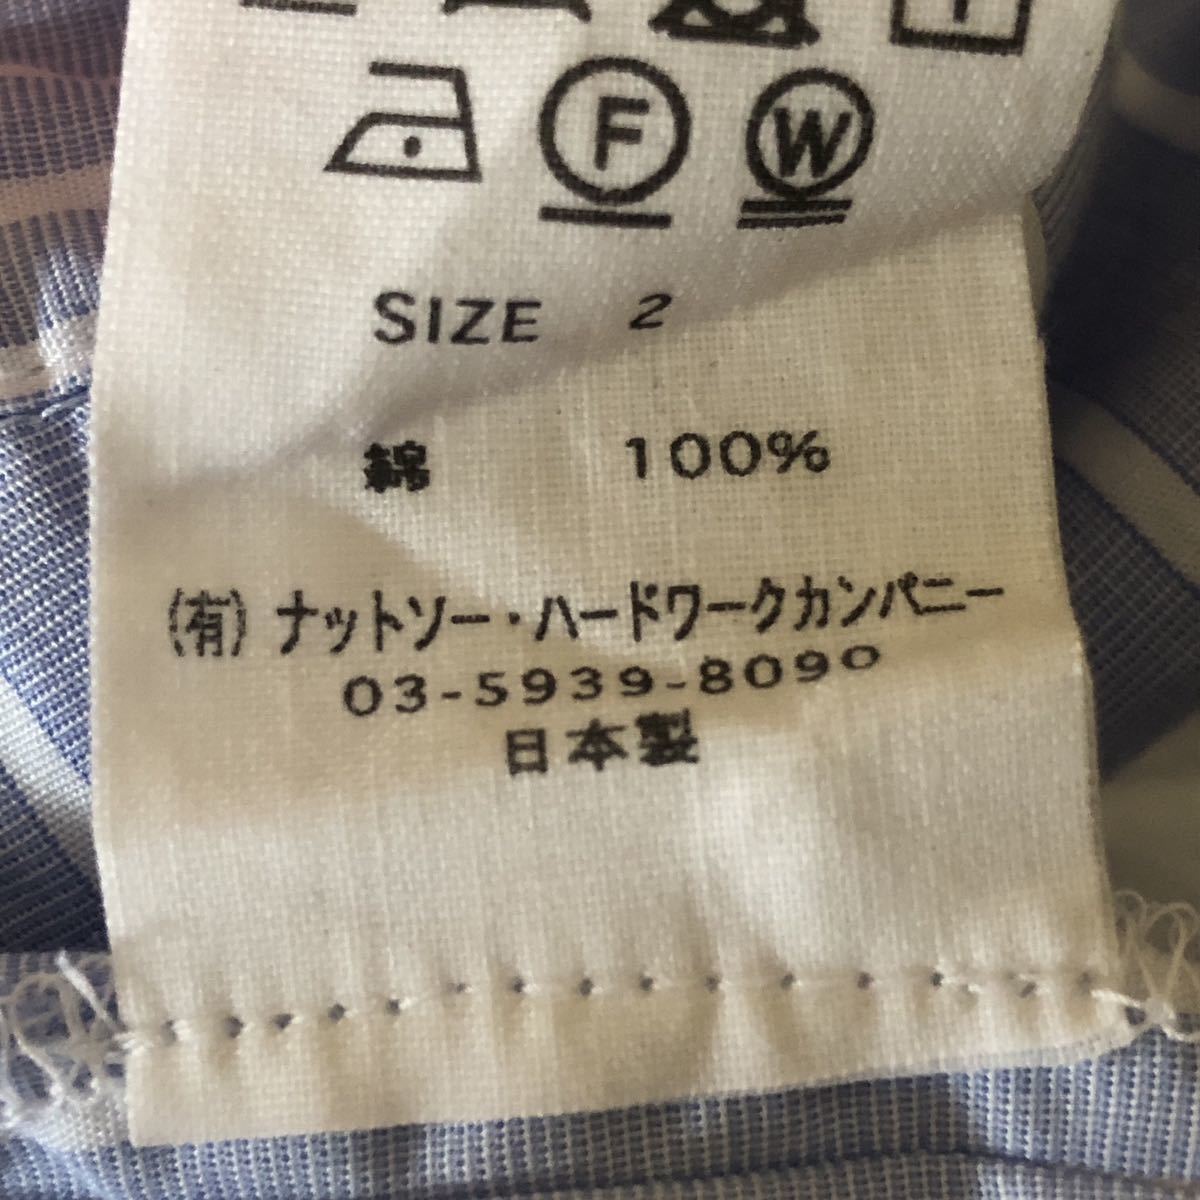 F W
SIZE 2
綿 100%
(有) ナットソー・ハードワークカンパニー
03-5939-8090
日本製